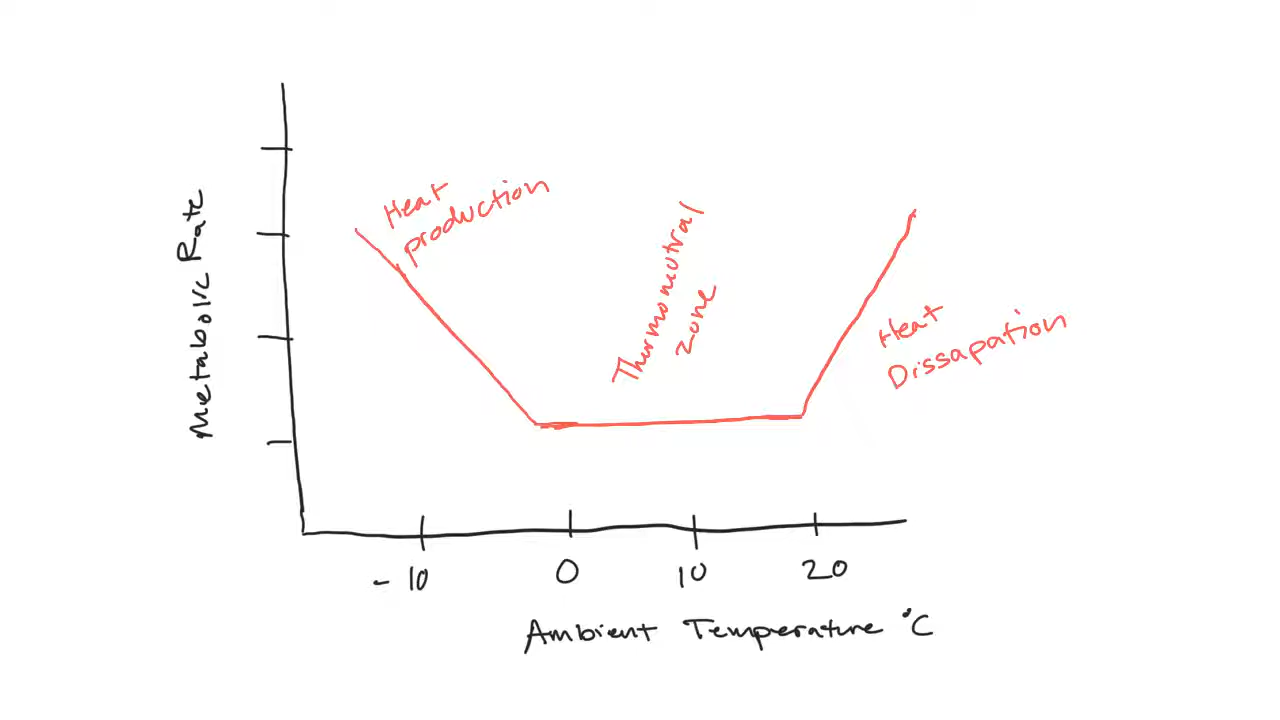 Heat
production
Thermoneutral
zone
Heat
Dissapation
Metabolic Rate
-10
0
10
20
Ambient Temperature °C